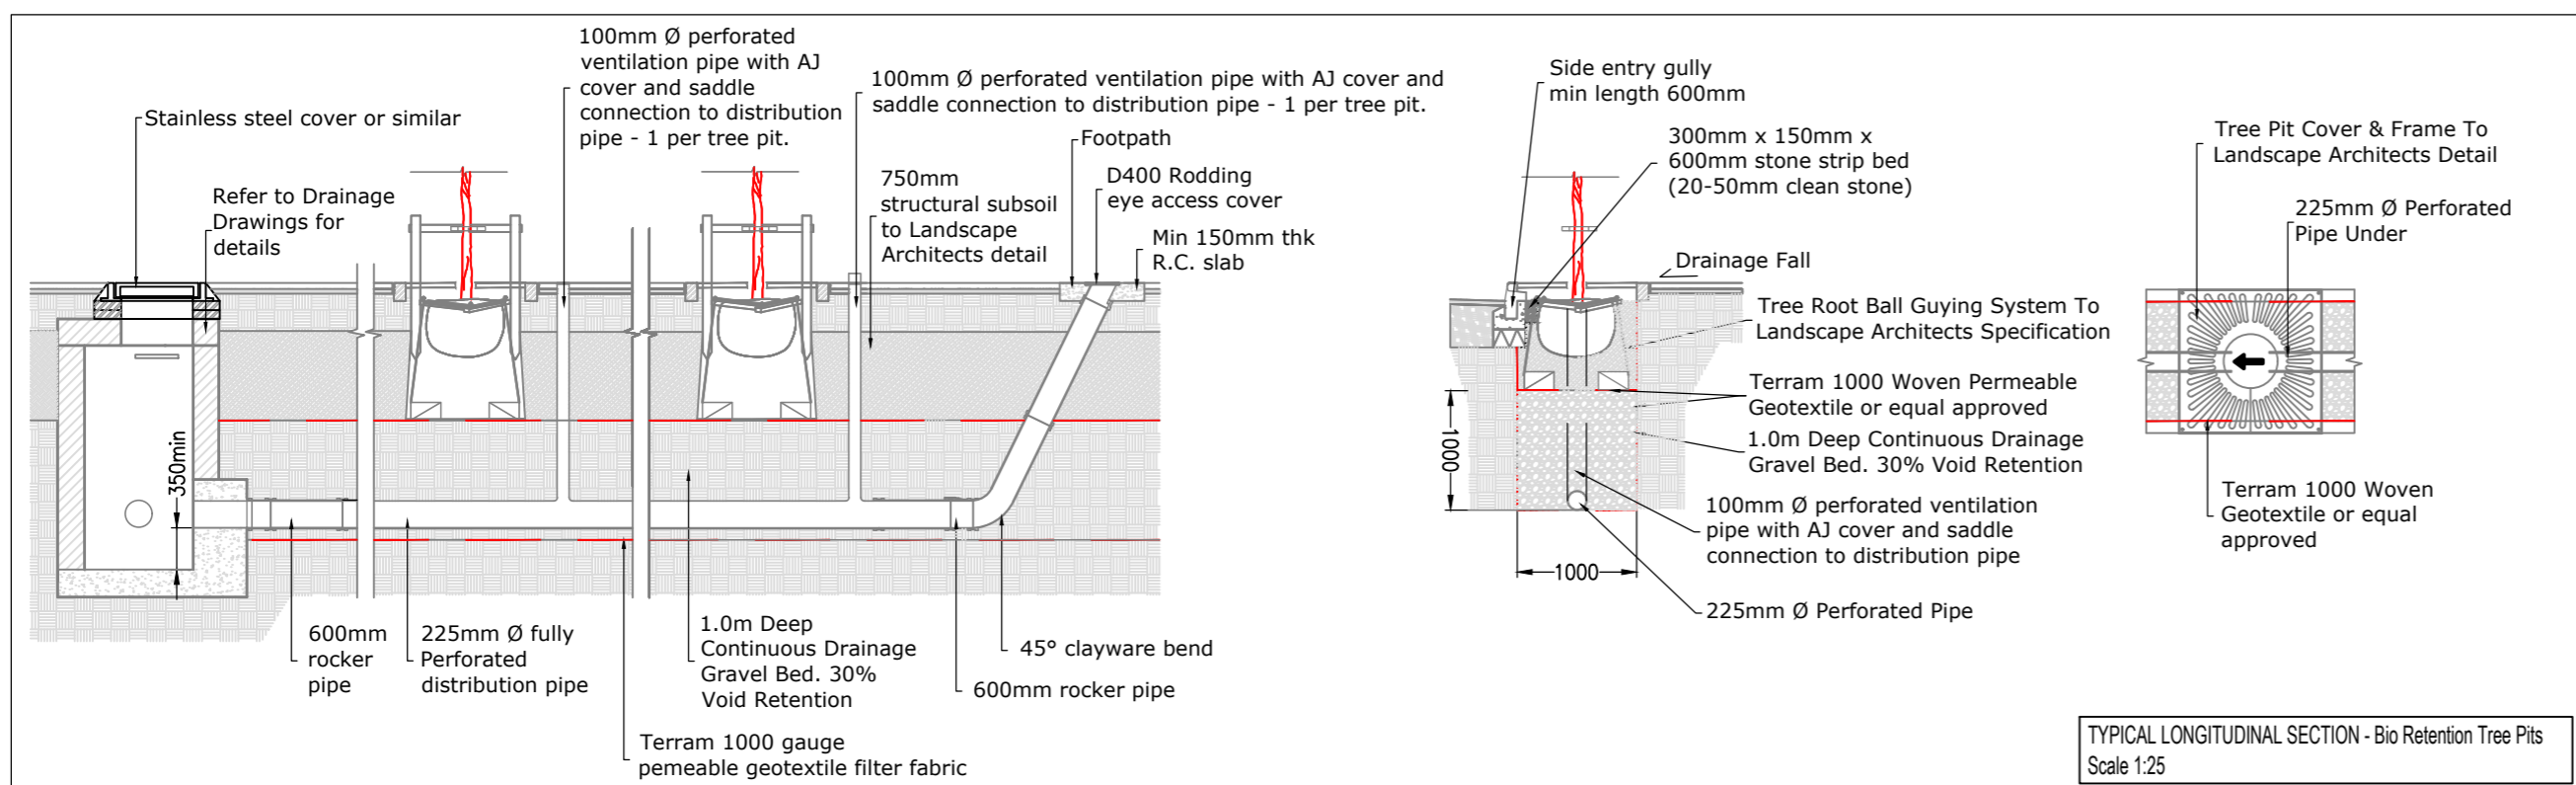 100mm Ø perforated
ventilation pipe with AJ
cover and saddle
connection to distribution
pipe - 1 per tree pit.
100mm Ø perforated ventilation pipe with AJ cover and
saddle connection to distribution pipe - 1 per tree pit.
Stainless steel cover or similar
Refer to Drainage
Drawings for
details
Footpath
750mm
structural subsoil
to Landscape
Architects detail
D400 Rodding
eye access cover
Min 150mm thk
R.C. slab
350min
600mm
rocker
pipe
225mm Ø fully
Perforated
distribution pipe
1.0m Deep
Continuous Drainage
Gravel Bed. 30%
Void Retention
45° clayware bend
600mm rocker pipe
Terram 1000 gauge
pemeable geotextile filter fabric
Side entry gully
min length 600mm
300mm x 150mm x
600mm stone strip bed
(20-50mm clean stone)
Drainage Fall
Tree Root Ball Guying System To
Landscape Architects Specification
Terram 1000 Woven Permeable
Geotextile or equal approved
1.0m Deep Continuous Drainage
Gravel Bed. 30% Void Retention
100mm Ø perforated ventilation
pipe with AJ cover and saddle
connection to distribution pipe
225mm Ø Perforated Pipe
1000
1000
Tree Pit Cover & Frame To
Landscape Architects Detail
225mm Ø Perforated
Pipe Under
Terram 1000 Woven
Geotextile or equal
approved
TYPICAL LONGITUDINAL SECTION - Bio Retention Tree Pits
Scale 1:25